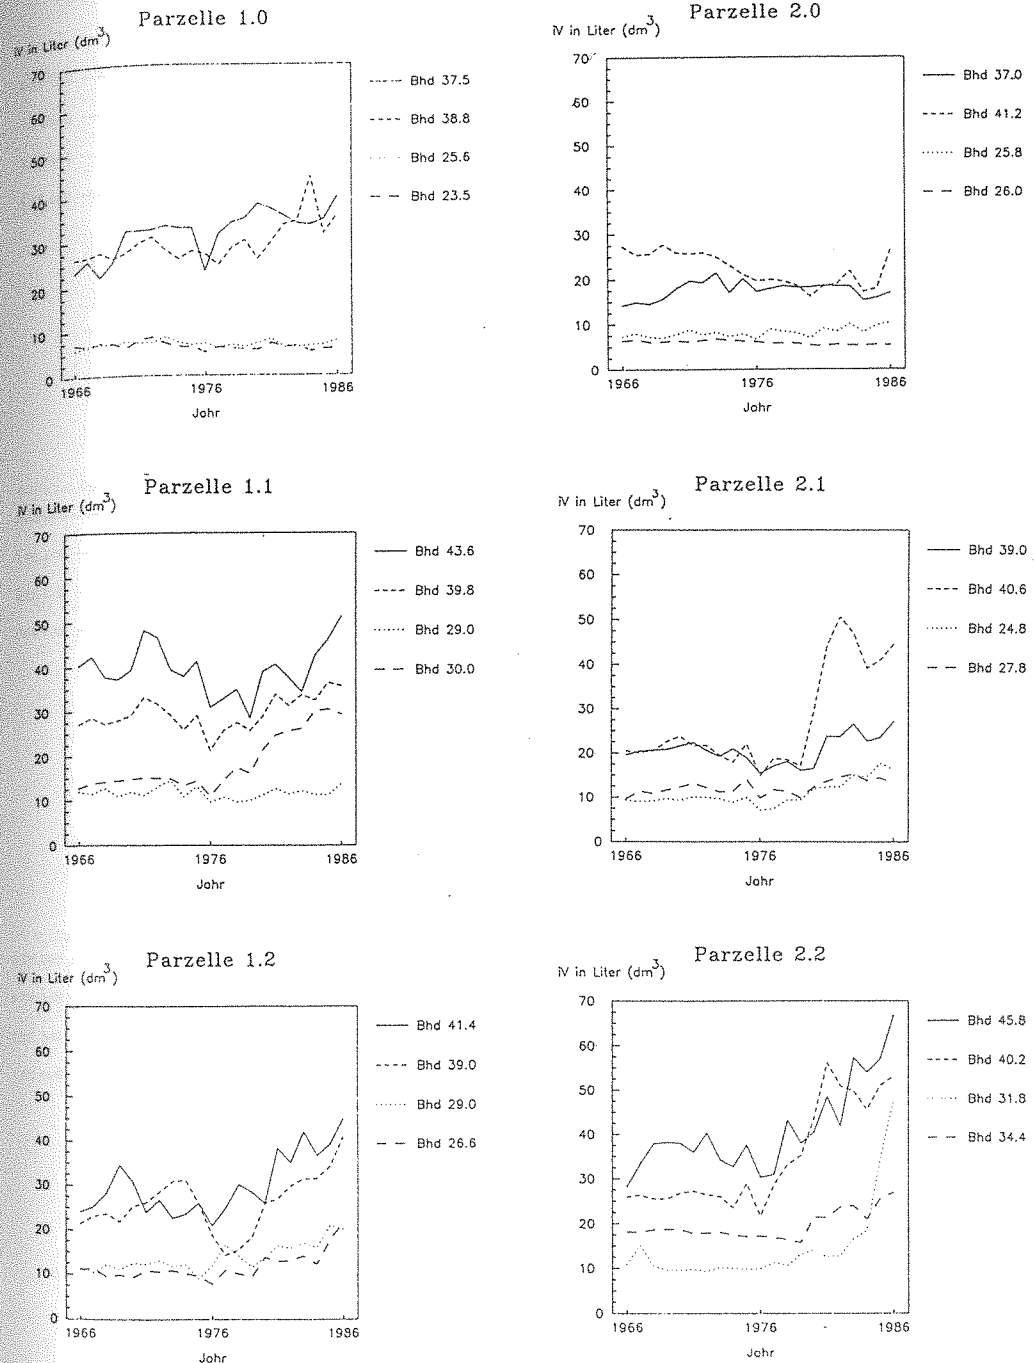 Parzelle 1.0
iV in Liter (dm³)
70
60
50
40
30
20
10
0
1966
1976
1986
Jahr
Bhd 37.5
Bhd 38.8
Bhd 25.6
Bhd 23.5
Parzelle 2.0
iV in Liter (dm³)
70
60
50
40
30
20
10
0
1966
1976
1986
Jahr
Bhd 37.0
Bhd 41.2
Bhd 25.8
Bhd 26.0
Parzelle 1.1
iV in Liter (dm³)
70
60
50
40
30
20
10
0
1966
1976
1986
Jahr
Bhd 43.6
Bhd 39.8
Bhd 29.0
Bhd 30.0
Parzelle 2.1
iV in Liter (dm³)
70
60
50
40
30
20
10
0
1966
1976
1986
Jahr
Bhd 39.0
Bhd 40.6
Bhd 24.8
Bhd 27.8
Parzelle 1.2
iV in Liter (dm³)
70
60
50
40
30
20
10
0
1966
1976
1986
Jahr
Bhd 41.4
Bhd 39.0
Bhd 29.0
Bhd 26.6
Parzelle 2.2
iV in Liter (dm³)
70
60
50
40
30
20
10
0
1966
1976
1986
Jahr
Bhd 45.8
Bhd 40.2
Bhd 31.8
Bhd 34.4